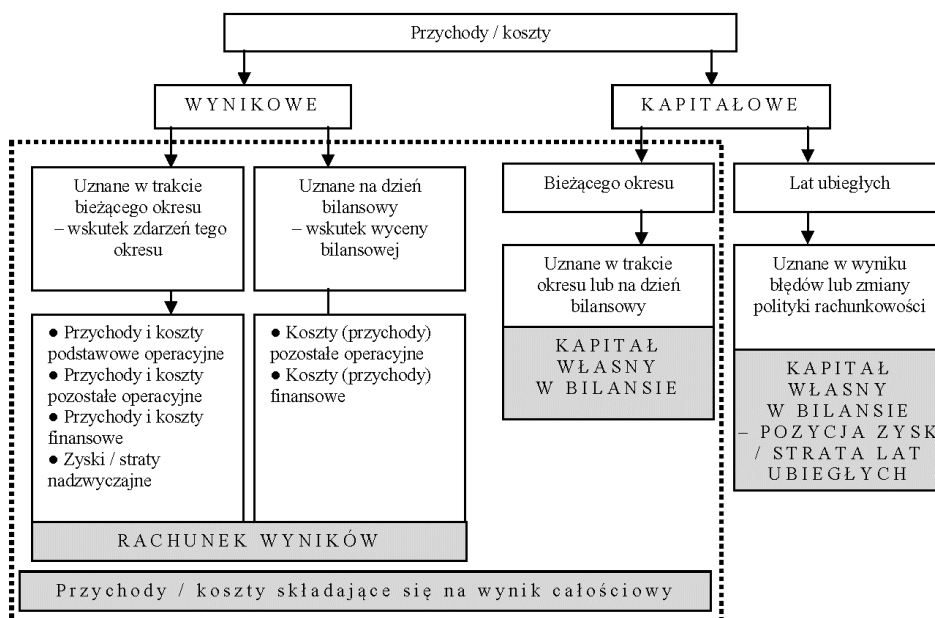 Przychody / koszty
WYNIKOWE
KAPITAŁOWE
Uznane w trakcie
bieżącego okresu
– wskutek zdarzeń tego
okresu
Uznane na dzień
bilansowy
– wskutek wyceny
bilansowej
Bieżącego okresu
Lat ubiegłych
Uznane w trakcie
okresu lub na dzień
bilansowy
Uznane w wyniku
błędów lub zmiany
polityki rachunkowości
● Przychody i koszty
podstawowe operacyjne
● Przychody i koszty
pozostałe operacyjne
● Przychody i koszty
finansowe
● Zyski / straty
nadzwyczajne
● Koszty (przychody)
pozostałe operacyjne
● Koszty (przychody)
finansowe
KAPITAŁ
WŁASNY
W BILANSIE
KAPITAŁ
WŁASNY
W BILANSIE
– POZYCJA ZYSK
/ STRATA LAT
UBIEGŁYCH
RACHUNEK WYNIKÓW
Przychody / koszty składające się na wynik całościowy